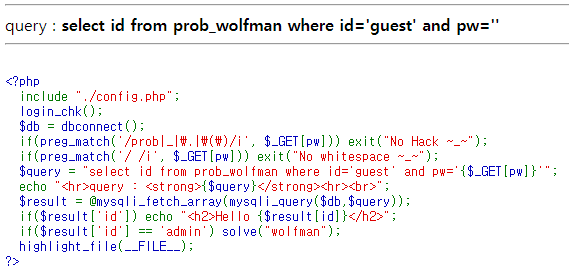 query : select id from prob_wolfman where id='guest' and pw=''
<?php
  include "./config.php";
  login_chk();
  $db = dbconnect();
  if(preg_match('/prob|_|₩.|₩(₩)/i', $_GET[pw])) exit("No Hack ~_~");
  if(preg_match('/ /i', $_GET[pw])) exit("No whitespace ~_~");
  $query = "select id from prob_wolfman where id='guest' and pw='{$_GET[pw]}'";
  echo "<hr>query : <strong>{$query}</strong><hr><br>";
  $result = @mysqli_fetch_array(mysqli_query($db,$query));
  if($result['id']) echo "<h2>Hello {$result[id]}</h2>";
  if($result['id'] == 'admin') solve("wolfman");
  highlight_file(__FILE__);
?>